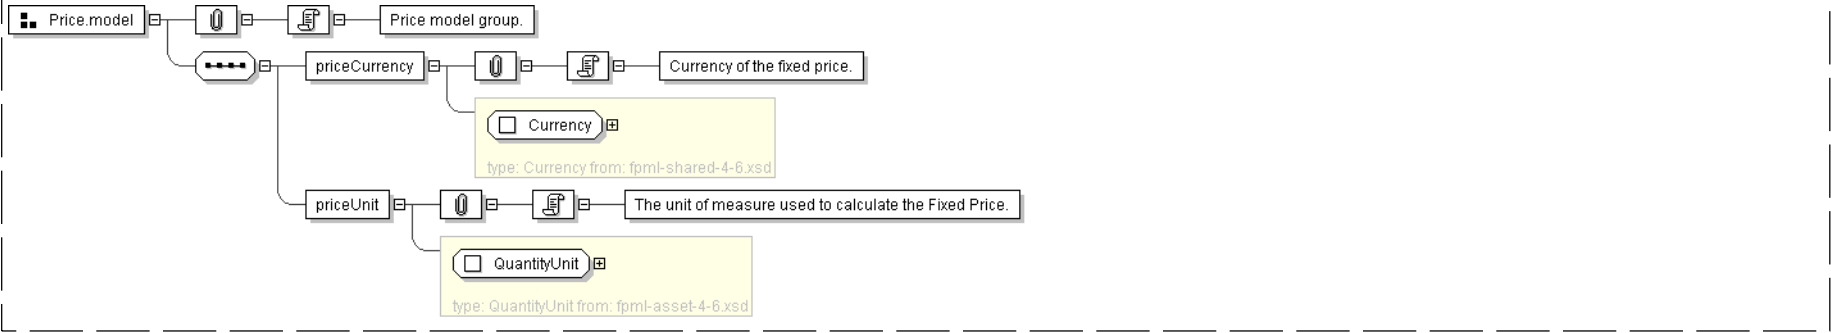 Price.model
Price model group.
priceCurrency
Currency of the fixed price.
Currency
type: Currency from: fpml-shared-4-6.xsd
priceUnit
The unit of measure used to calculate the Fixed Price.
QuantityUnit
type: QuantityUnit from: fpml-asset-4-6.xsd